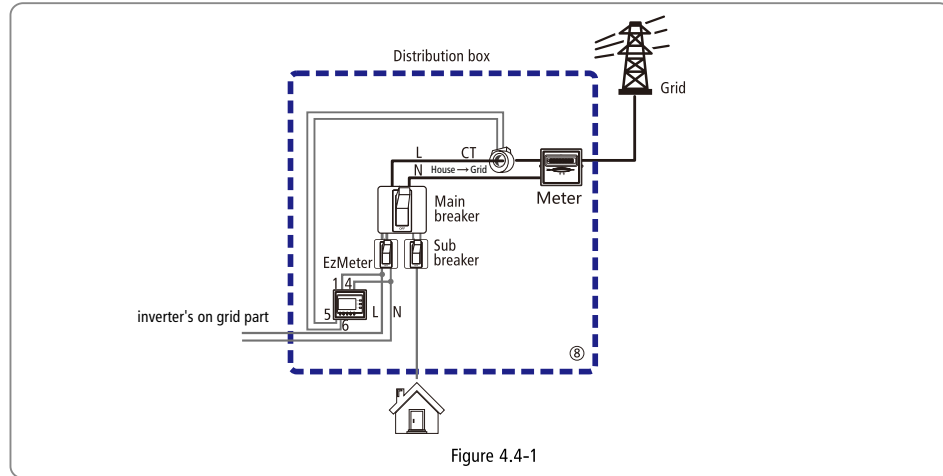 Distribution box
Grid
L
CT
N
House → Grid
Meter
Main
breaker
OFF
Sub
breaker
EzMeter
1 4
5
6
L N
inverter's on grid part
⑧
Figure 4.4-1